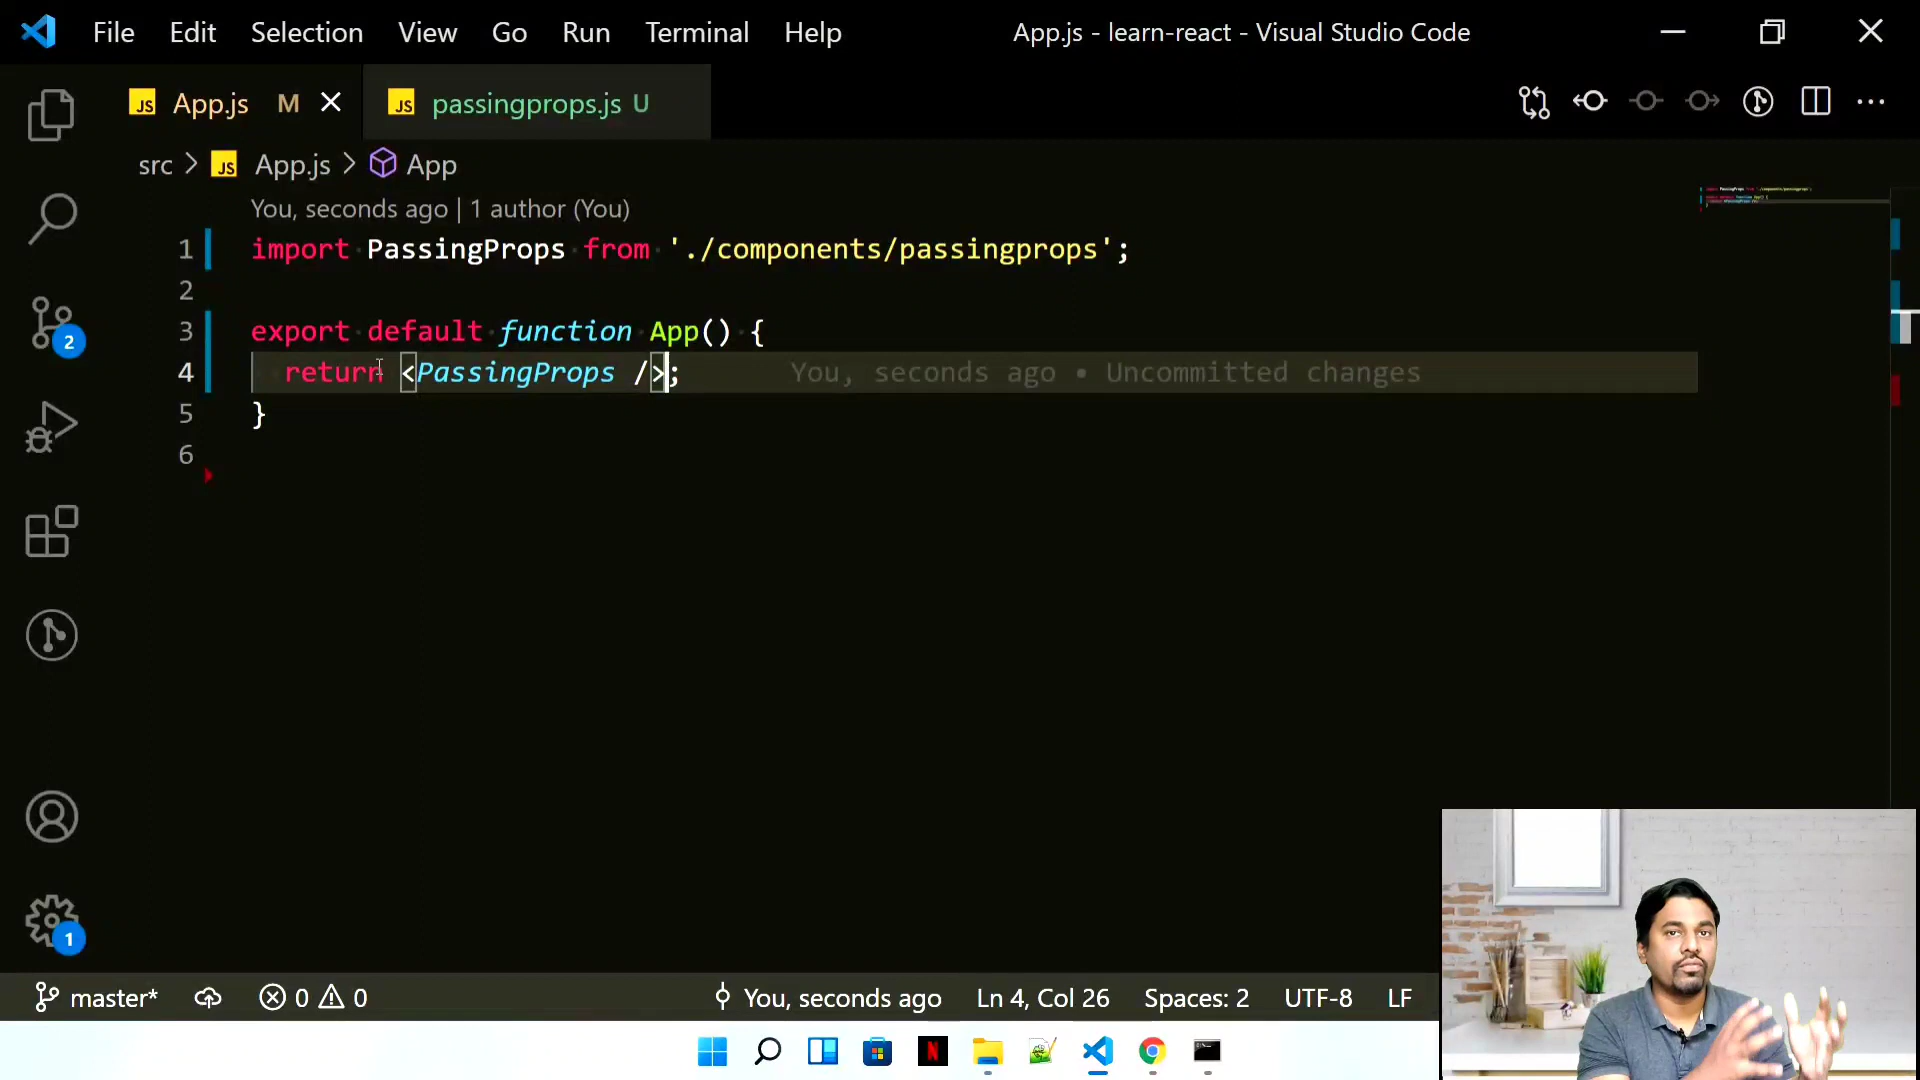 File Edit Selection View Go Run Terminal Help App.js - learn-react - Visual Studio Code
JS App.js M JS passingprops.js U
src > JS App.js > App
You, seconds ago | 1 author (You)
1 import PassingProps from './components/passingprops';
2
3 export default function App() {
4 return <PassingProps />; You, seconds ago • Uncommitted changes
5 }
6
2
1
master* 0 0 You, seconds ago Ln 4, Col 26 Spaces: 2 UTF-8 LF
N